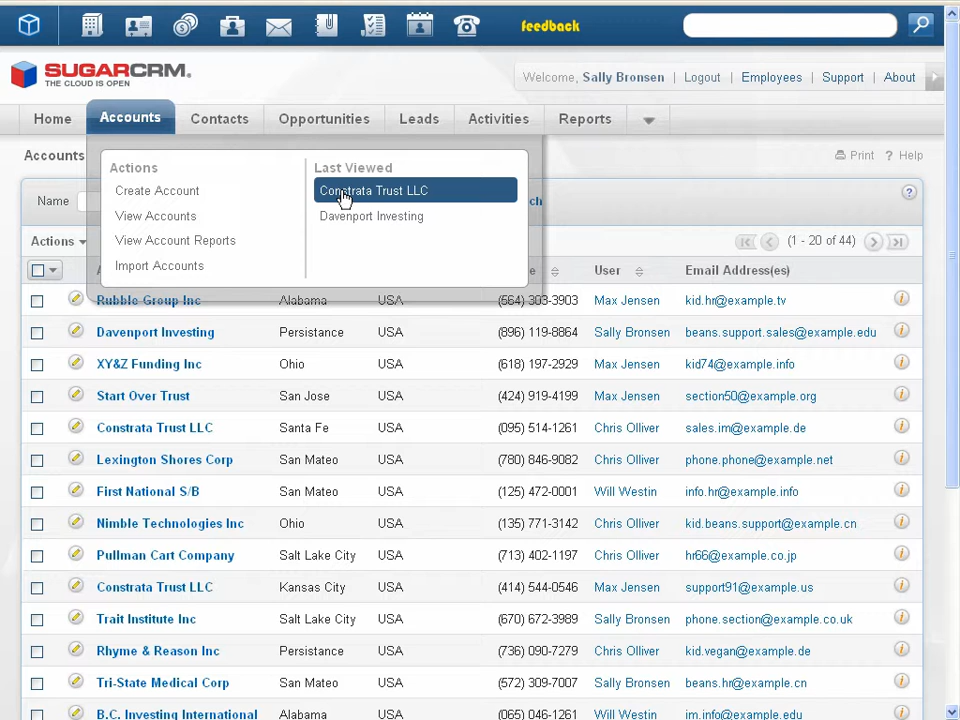 feedback
SUGARCRM.
THE CLOUD IS OPEN
Welcome, Sally Bronsen | Logout | Employees | Support | About
Home Accounts Contacts Opportunities Leads Activities Reports
Accounts
Print ? Help
Actions
Create Account
View Accounts
View Account Reports
Import Accounts
Last Viewed
Constrata Trust LLC
Davenport Investing
Name
Actions (1 - 20 of 44)
User Email Address(es)
Rubble Group Inc Alabama USA (564) 303-3903 Max Jensen kid.hr@example.tv
Davenport Investing Persistance USA (896) 119-8864 Sally Bronsen beans.support.sales@example.edu
XY&Z Funding Inc Ohio USA (618) 197-2929 Max Jensen kid74@example.info
Start Over Trust San Jose USA (424) 919-4199 Max Jensen section50@example.org
Constrata Trust LLC Santa Fe USA (095) 514-1261 Chris Olliver sales.im@example.de
Lexington Shores Corp San Mateo USA (780) 846-9082 Chris Olliver phone.phone@example.net
First National S/B San Mateo USA (125) 472-0001 Will Westin info.hr@example.info
Nimble Technologies Inc Ohio USA (135) 771-3142 Chris Olliver kid.beans.support@example.cn
Pullman Cart Company Salt Lake City USA (713) 402-1197 Chris Olliver hr66@example.co.jp
Constrata Trust LLC Kansas City USA (414) 544-0546 Max Jensen support91@example.us
Trait Institute Inc Salt Lake City USA (670) 672-3989 Sally Bronsen phone.section@example.co.uk
Rhyme & Reason Inc Persistance USA (736) 090-7279 Chris Olliver kid.vegan@example.de
Tri-State Medical Corp San Mateo USA (572) 309-7007 Sally Bronsen beans.hr@example.cn
B.C. Investing International Alabama USA (065) 046-1261 Will Westin im.info@example.edu